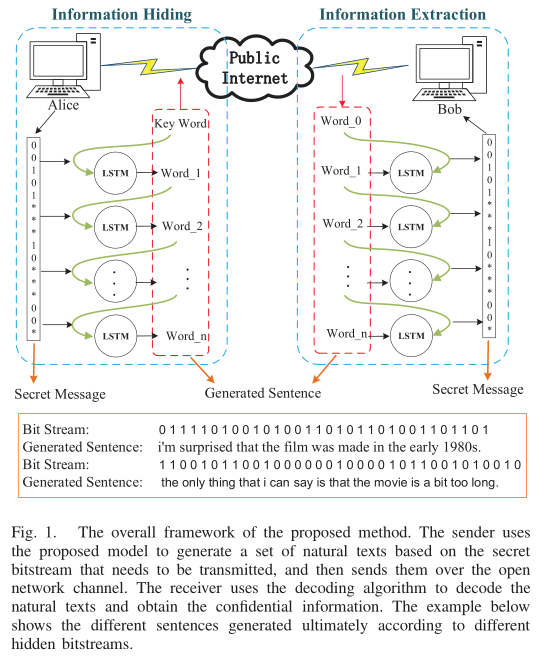 Information Hiding
Information Extraction
Public
Internet
Alice
Bob
0 0 1 0 1 * * * 1 0 * * * * 0 0 *
Key Word
LSTM
Word_1
LSTM
Word_2
LSTM
Word_n
Word_0
Word_1
LSTM
Word_2
LSTM
Word_n
LSTM
0 0 1 0 1 * * * 1 0 * * * * 0 0 *
Secret Message
Generated Sentence
Secret Message
Bit Stream: 0 1 1 1 1 0 1 0 0 1 0 1 0 0 1 1 0 1 0 1 1 0 1 0 0 1 1 0 1 1 0 1
Generated Sentence: i'm surprised that the film was made in the early 1980s.
Bit Stream: 1 1 0 0 1 0 1 1 0 0 1 0 0 0 0 0 0 1 0 0 0 0 1 0 1 1 0 0 1 0 1 0 0 1 0
Generated Sentence: the only thing that i can say is that the movie is a bit too long.
Fig. 1. The overall framework of the proposed method. The sender uses
the proposed model to generate a set of natural texts based on the secret
bitstream that needs to be transmitted, and then sends them over the open
network channel. The receiver uses the decoding algorithm to decode the
natural texts and obtain the confidential information. The example below
shows the different sentences generated ultimately according to different
hidden bitstreams.